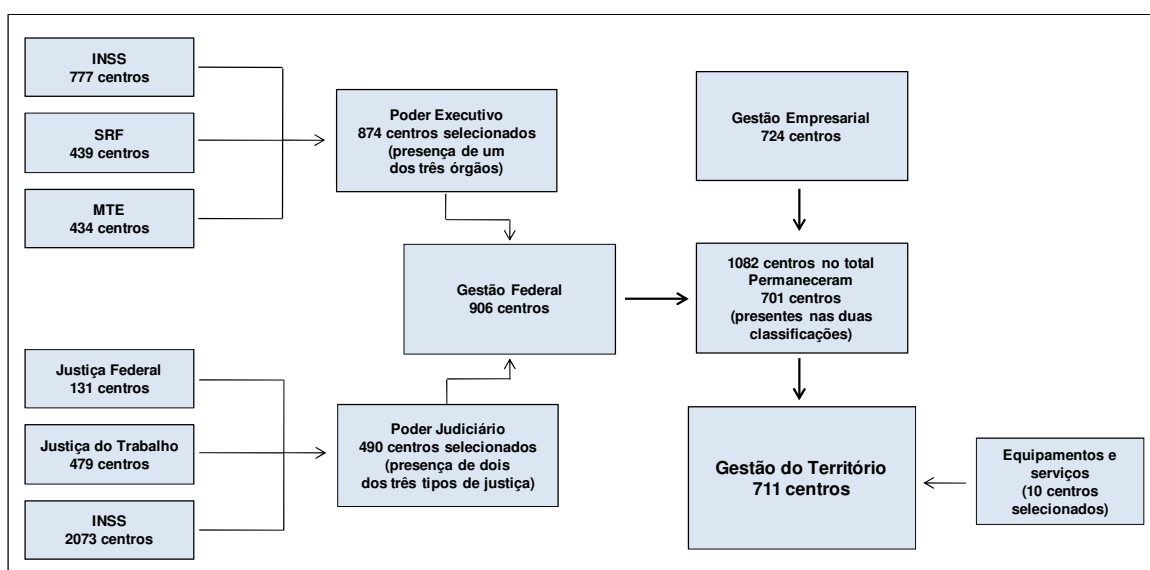 INSS
777 centros
SRF
439 centros
MTE
434 centros
Poder Executivo
874 centros selecionados
(presença de um
dos três órgãos)
Gestão Empresarial
724 centros
Gestão Federal
906 centros
1082 centros no total
Permaneceram
701 centros
(presentes nas duas
classificações)
Justiça Federal
131 centros
Justiça do Trabalho
479 centros
INSS
2073 centros
Poder Judiciário
490 centros selecionados
(presença de dois
dos três tipos de justiça)
Gestão do Território
711 centros
Equipamentos e
serviços
(10 centros
selecionados)